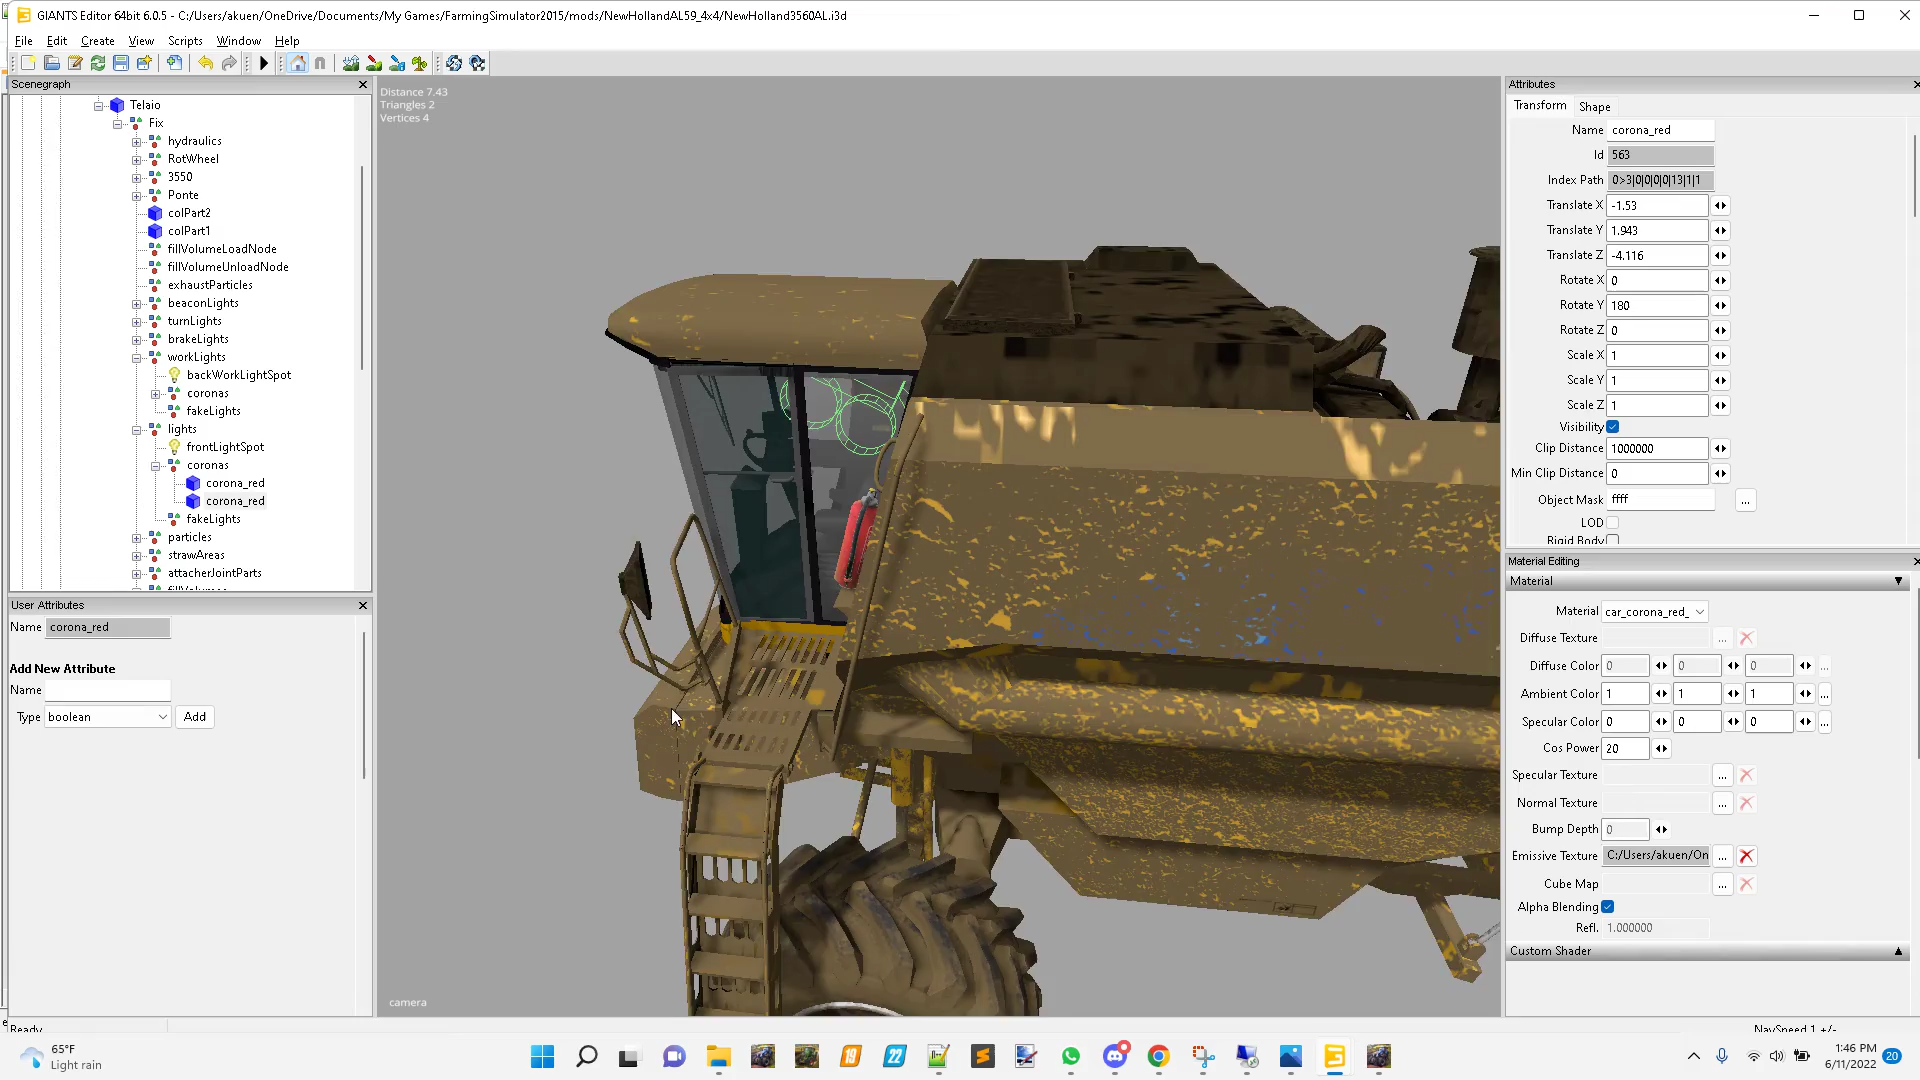 GIANTS Editor 64bit 6.0.5 - C:/Users/akuen/OneDrive/Documents/My Games/FarmingSimulator2015/mods/NewHollandAL59_4x4/NewHolland3560AL.i3d
File Edit Create View Scripts Window Help
Scenegraph
Telaio
Fix
hydraulics
RotWheel
3550
Ponte
colPart2
colPart1
fillVolumeLoadNode
fillVolumeUnloadNode
exhaustParticles
beaconLights
turnLights
brakeLights
workLights
backWorkLightSpot
coronas
fakeLights
lights
frontLightSpot
coronas
corona_red
corona_red
fakeLights
particles
strawAreas
attacherJointParts
User Attributes
Name corona_red
Add New Attribute
Name
Type boolean Add
Distance 7.43
Triangles 2
Vertices 4
camera
Attributes
Transform Shape
Name corona_red
Id 563
Index Path 0>3|0|0|0|0|13|1|1
Translate X -1.53
Translate Y 1.943
Translate Z -4.116
Rotate X 0
Rotate Y 180
Rotate Z 0
Scale X 1
Scale Y 1
Scale Z 1
Visibility
Clip Distance 1000000
Min Clip Distance 0
Object Mask ffff ...
LOD
Rigid Body
Material Editing
Material
Material car_corona_red_
Diffuse Texture ...
Diffuse Color 0 0 0 ...
Ambient Color 1 1 1 ...
Specular Color 0 0 0 ...
Cos Power 20
Specular Texture ...
Normal Texture ...
Bump Depth 0
Emissive Texture C:/Users/akuen/On ...
Cube Map ...
Alpha Blending
Refl. 1.000000
Custom Shader
Ready
NavSpeed 1 +/-
65°F
Light rain
19
22
1:46 PM
6/11/2022
20